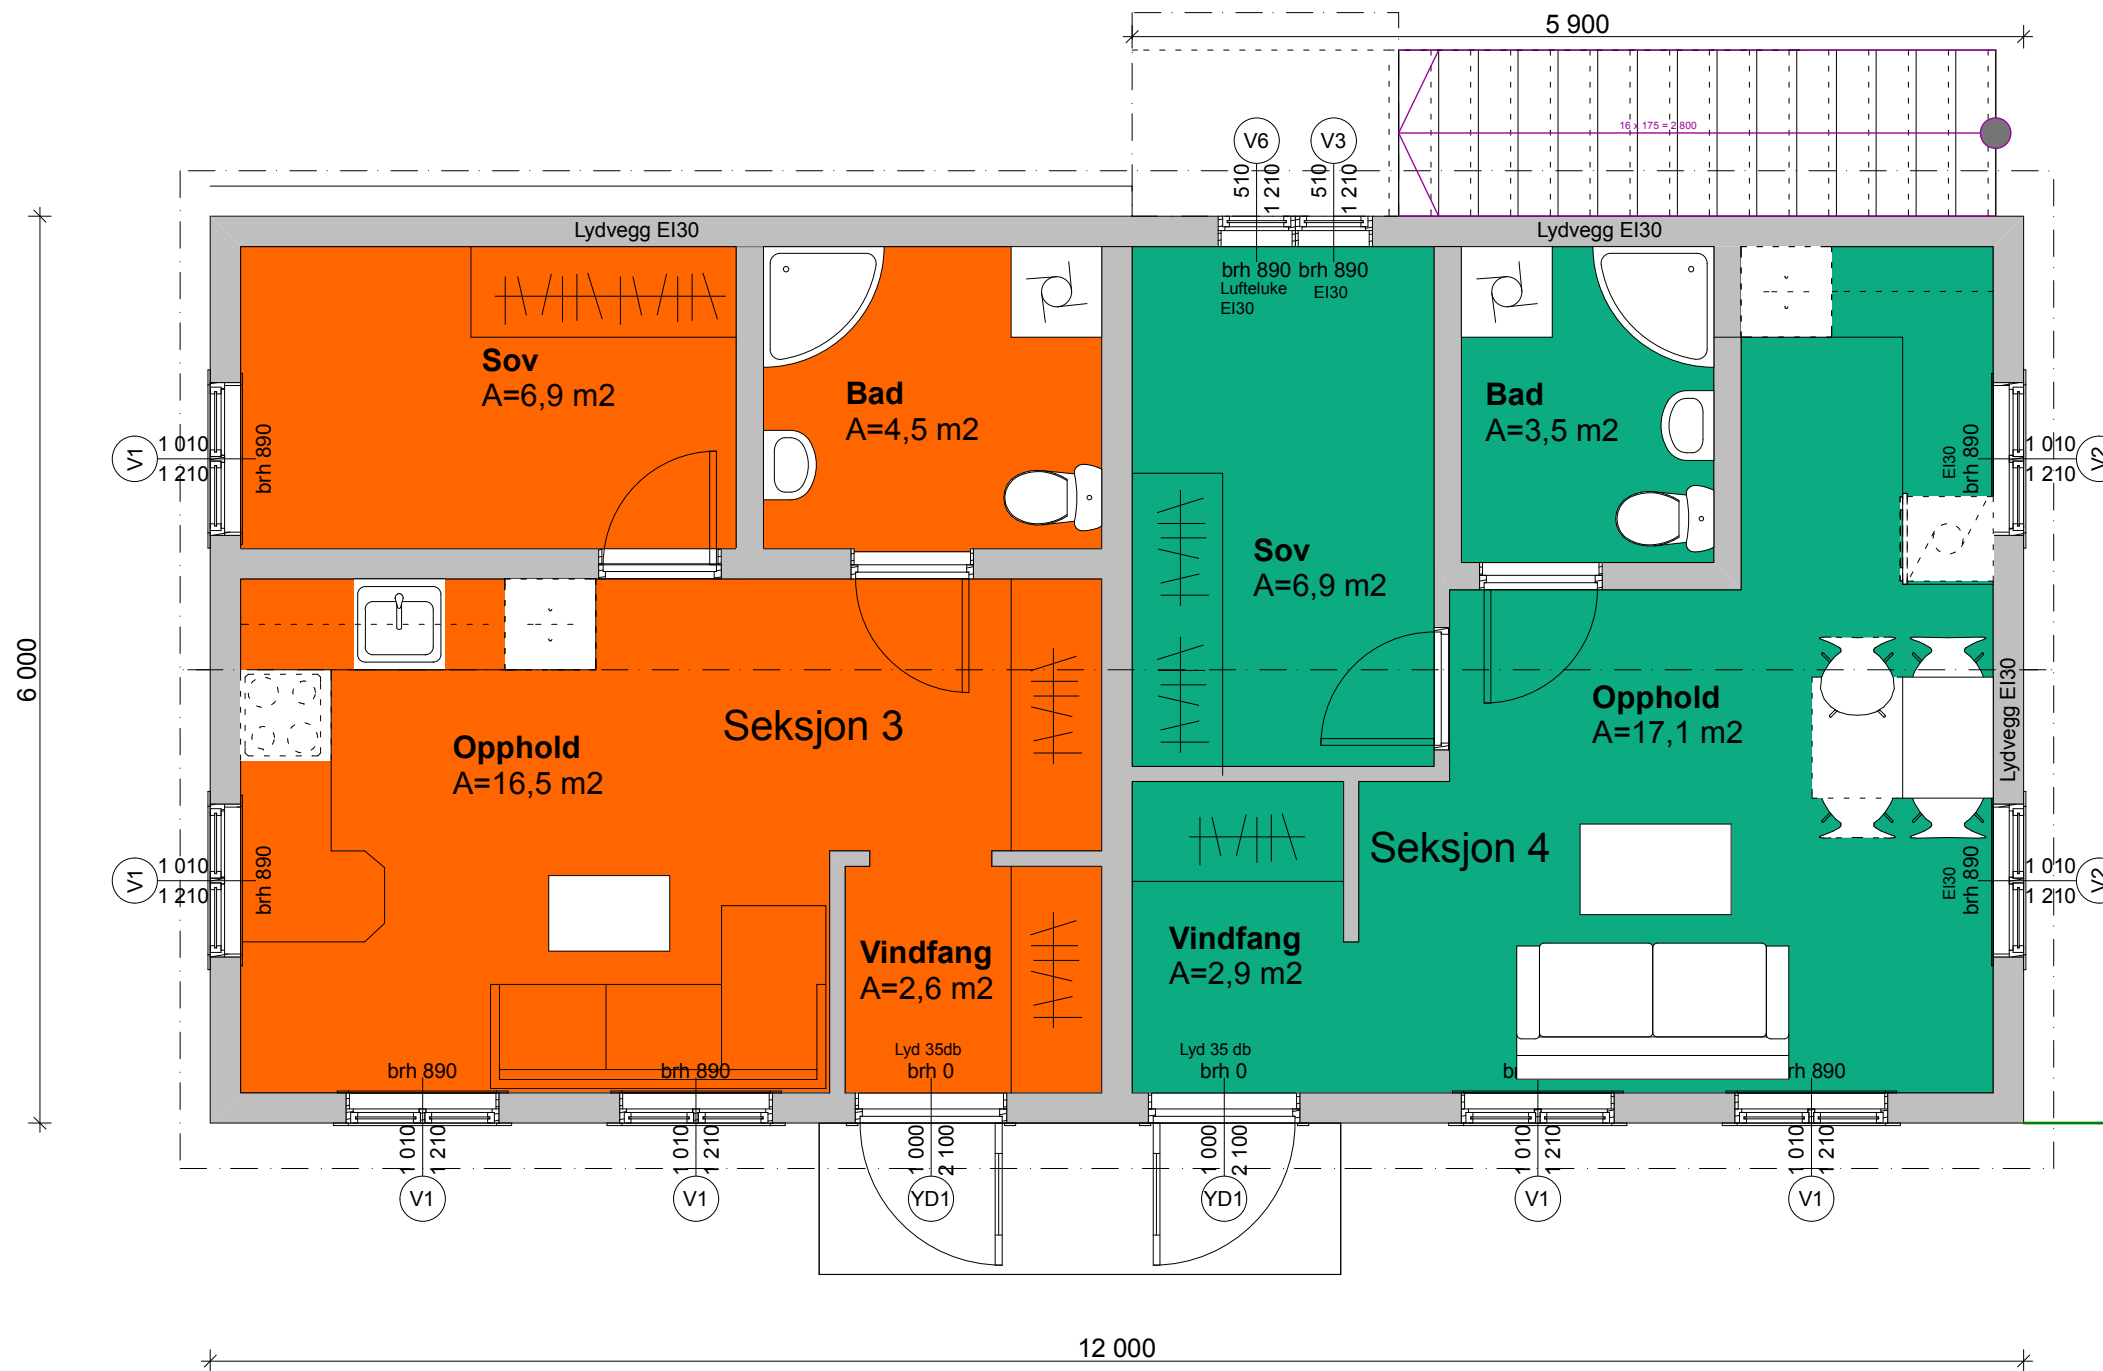 5 900
16 x 175 = 2 800
V6
V3
510
1 210
510
1 210
Lydvegg EI30
Lydvegg EI30
brh 890
Lufteluke
EI30
brh 890
EI30
Sov
A=6,9 m2
Bad
A=4,5 m2
Bad
A=3,5 m2
V1
1 010
1 210
brh 890
EI30
brh 890
1 010
1 210
V2
Sov
A=6,9 m2
6 000
Opphold
A=16,5 m2
Seksjon 3
Opphold
A=17,1 m2
Lydvegg EI30
Seksjon 4
V1
1 010
1 210
brh 890
EI30
brh 890
1 010
1 210
V2
Vindfang
A=2,6 m2
Vindfang
A=2,9 m2
brh 890
brh 890
Lyd 35db
brh 0
Lyd 35 db
brh 0
rh 890
1 010
1 210
1 010
1 210
1 000
2 100
1 000
2 100
1 010
1 210
1 010
1 210
V1
V1
YD1
YD1
V1
V1
12 000